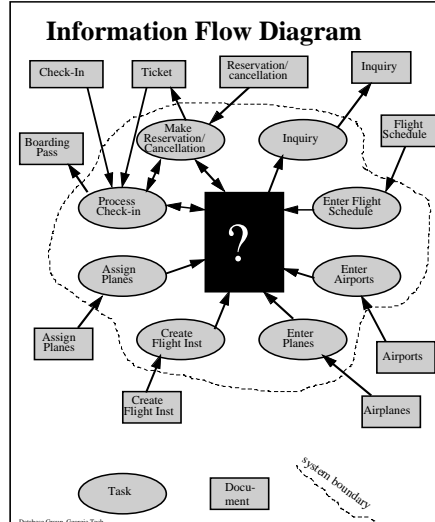 Information Flow Diagram
Check-In
Ticket
Reservation/
cancellation
Inquiry
Flight
Schedule
Boarding
Pass
Make
Reservation/
Cancellation
Inquiry
Process
Check-in
Enter Flight
Schedule
?
Assign
Planes
Enter
Airports
Create
Flight Inst
Enter
Planes
Assign
Planes
Airports
Create
Flight Inst
Airplanes
Task
Docu-
ment
system boundary
Database Group, Georgia Tech